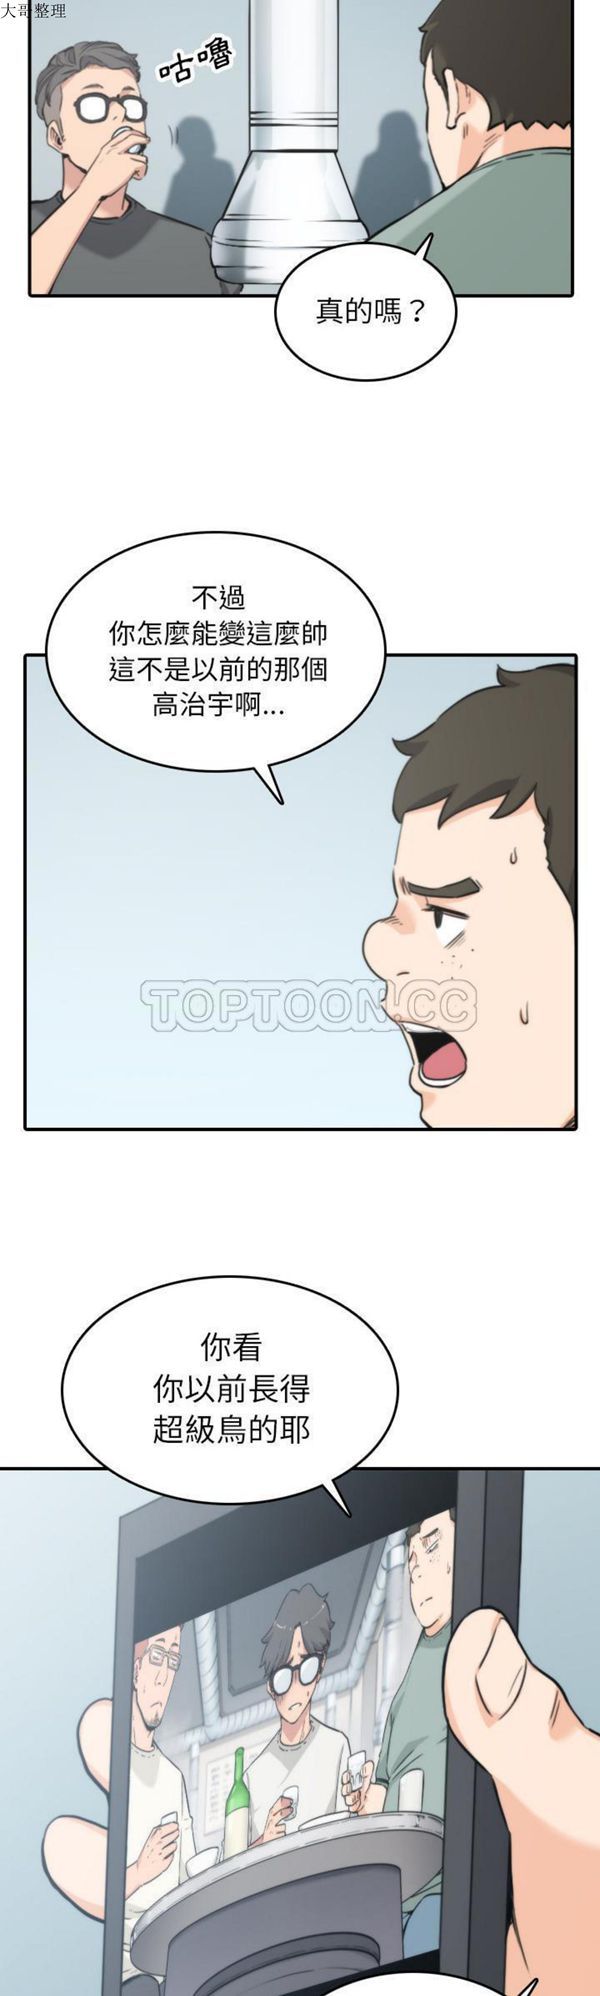 大哥整理
咕嚕
真的嗎？
不過
你怎麼能變這麼帥
這不是以前的那個
高治宇啊...
TOPTOON.CC
你看
你以前長得
超級鳥的耶